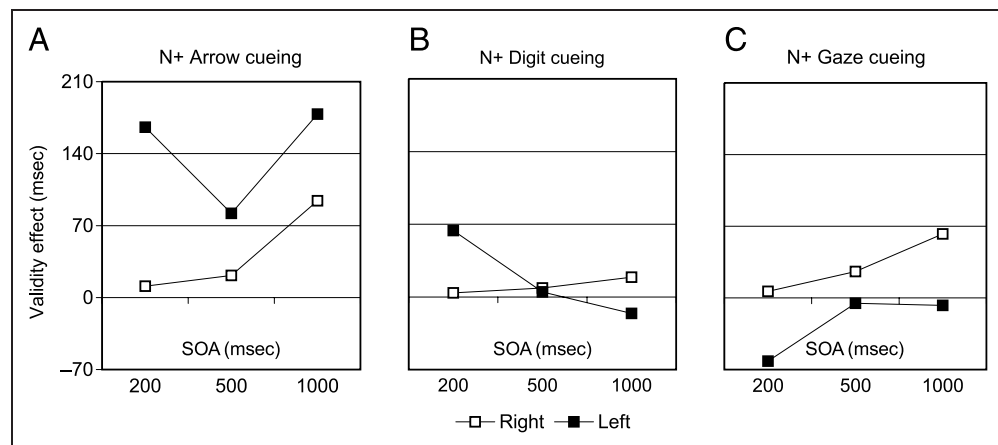 A
B
C
N+ Arrow cueing
N+ Digit cueing
N+ Gaze cueing
210
140
70
0
–70
Validity effect (msec)
SOA (msec)
SOA (msec)
SOA (msec)
200 500 1000
200 500 1000
200 500 1000
Right Left